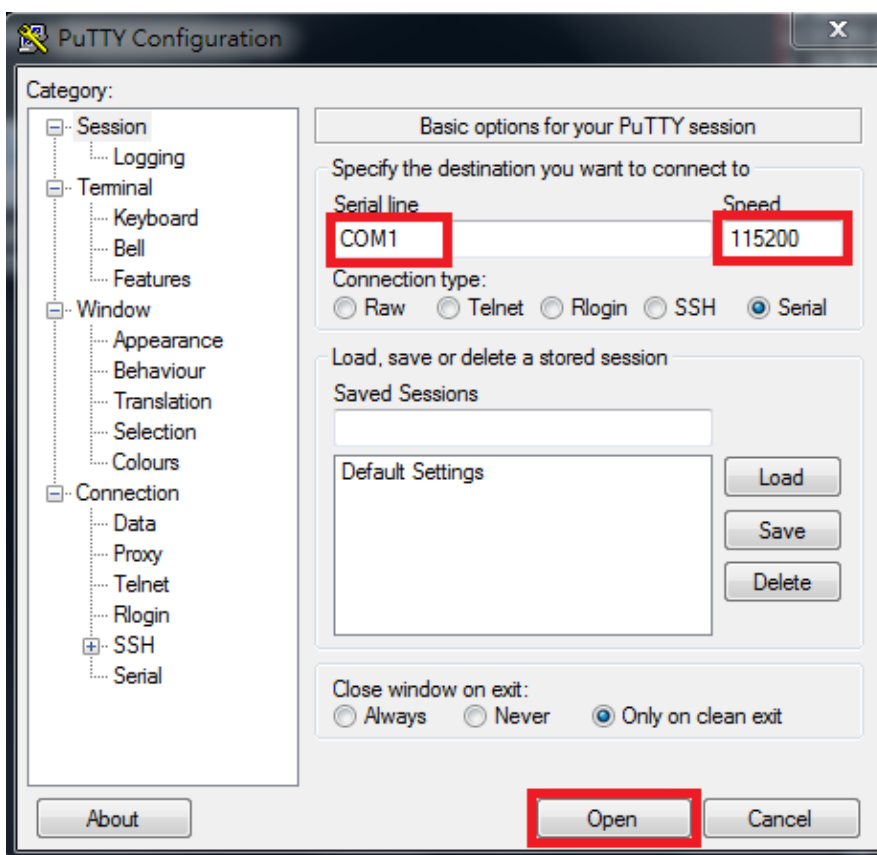 PuTTY Configuration
X
Category:
Session
Logging
Terminal
Keyboard
Bell
Features
Window
Appearance
Behaviour
Translation
Selection
Colours
Connection
Data
Proxy
Telnet
Rlogin
SSH
Serial
Basic options for your PuTTY session
Specify the destination you want to connect to
Serial line Speed
COM1 115200
Connection type:
Raw Telnet Rlogin SSH Serial
Load, save or delete a stored session
Saved Sessions
Default Settings
Load
Save
Delete
Close window on exit:
Always Never Only on clean exit
About Open Cancel